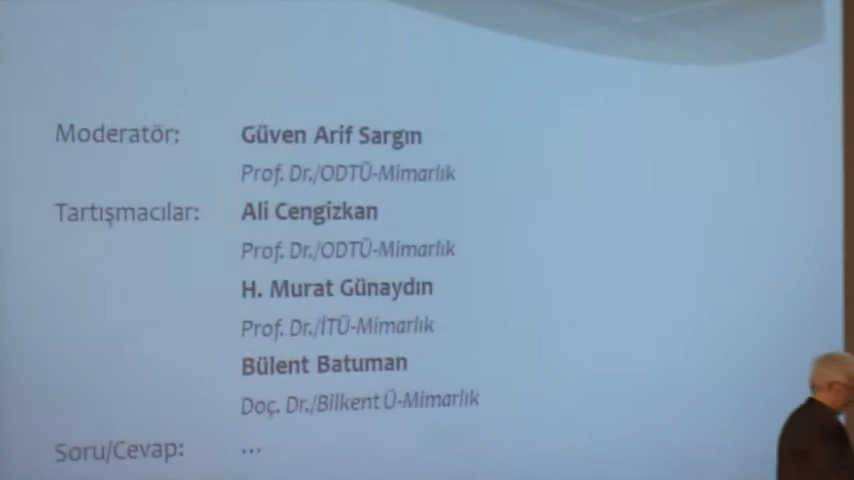 Moderatör: Güven Arif Sargın
Prof. Dr./ODTÜ-Mimarlık
Tartışmacılar: Ali Cengizkan
Prof. Dr./ODTÜ-Mimarlık
H. Murat Günaydın
Prof. Dr./İTÜ-Mimarlık
Bülent Batuman
Doç. Dr./Bilkent Ü-Mimarlık
Soru/Cevap: ...